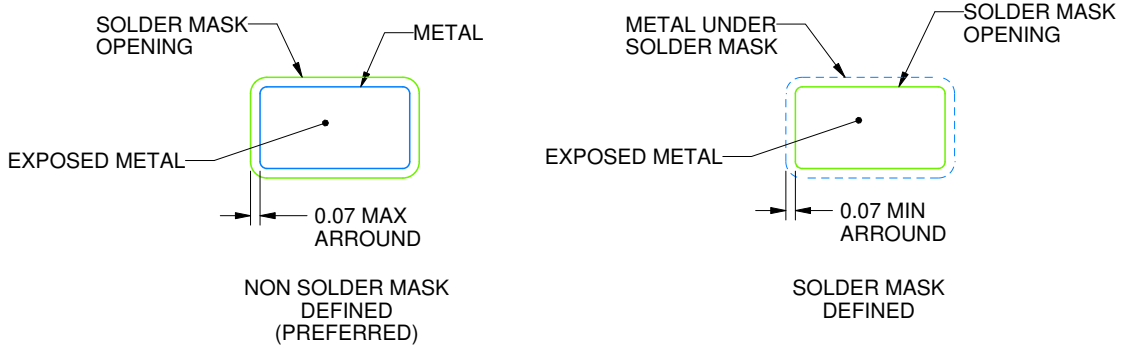 SOLDER MASK
OPENING
METAL
EXPOSED METAL
0.07 MAX
ARROUND
NON SOLDER MASK
DEFINED
(PREFERRED)
METAL UNDER
SOLDER MASK
SOLDER MASK
OPENING
EXPOSED METAL
0.07 MIN
ARROUND
SOLDER MASK
DEFINED